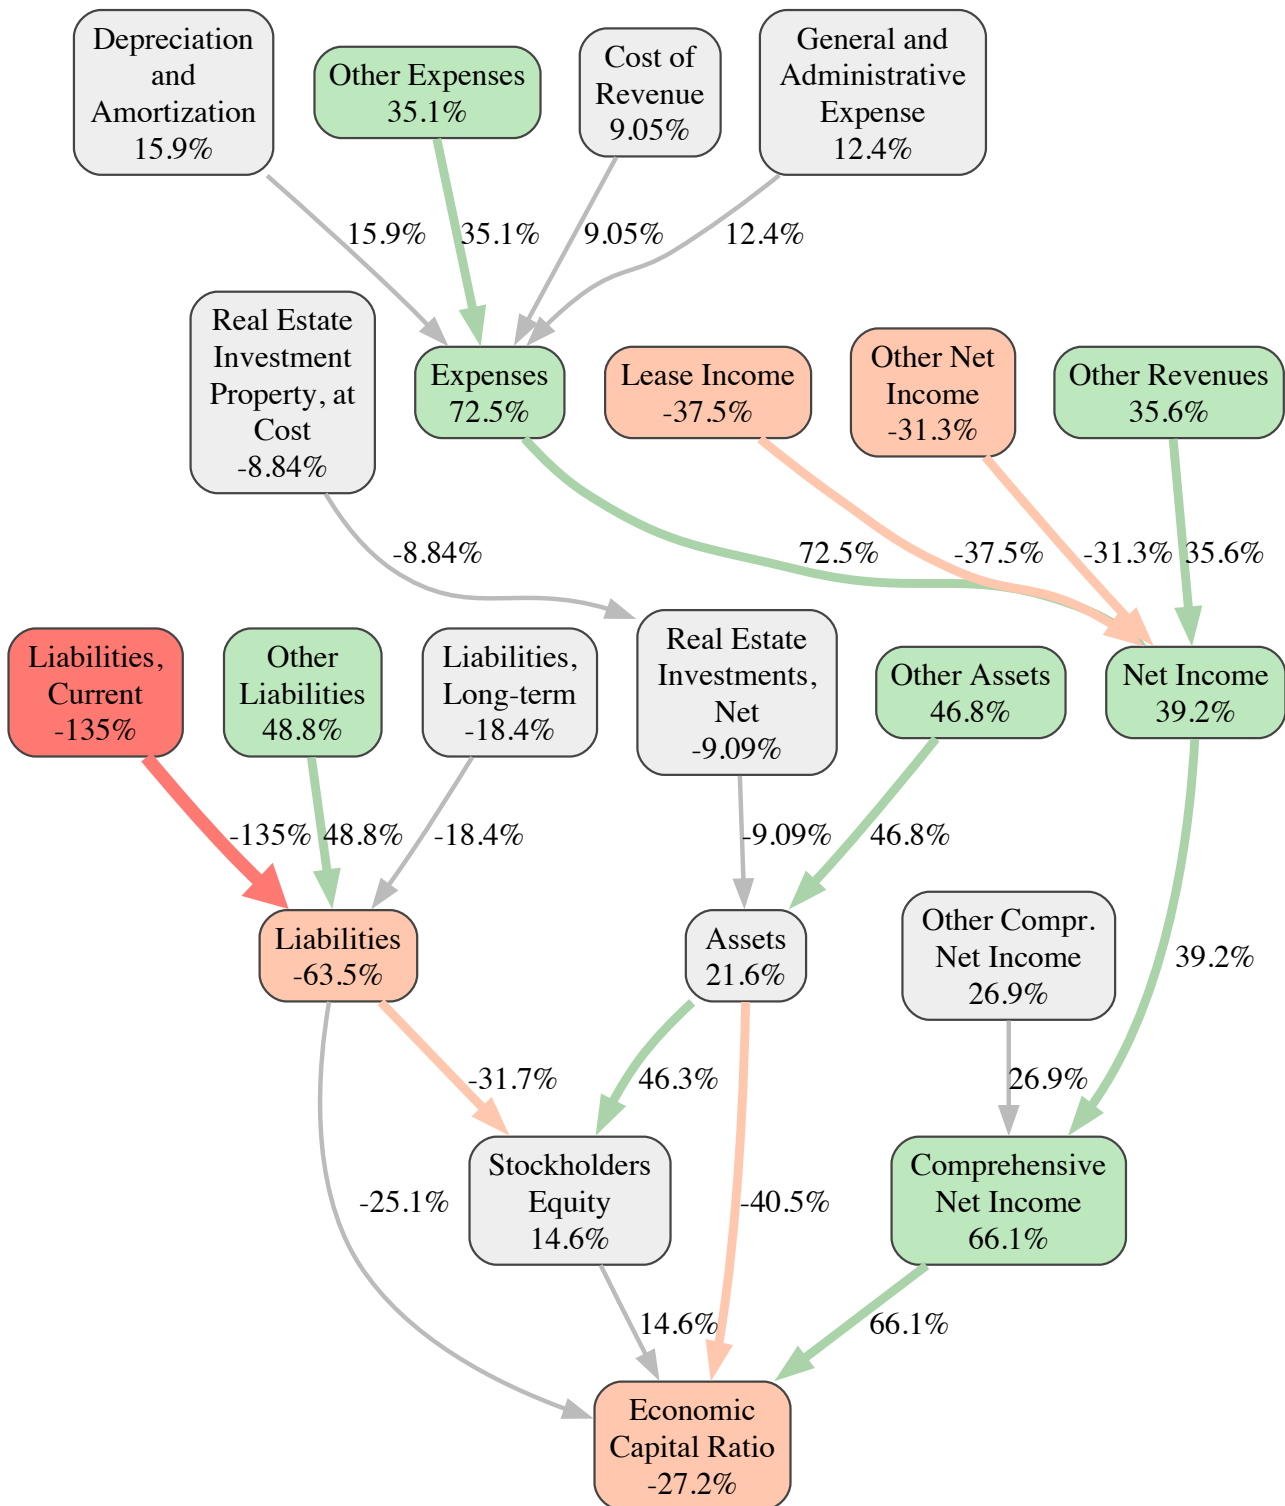 Depreciation
and
Amortization
15.9%
Other Expenses
35.1%
Cost of
Revenue
9.05%
General and
Administrative
Expense
12.4%
15.9%
35.1%
9.05%
12.4%
Real Estate
Investment
Property, at
Cost
-8.84%
Expenses
72.5%
Lease Income
-37.5%
Other Net
Income
-31.3%
Other Revenues
35.6%
-8.84%
72.5%
-37.5%
-31.3%
35.6%
Liabilities,
Current
-135%
Other
Liabilities
48.8%
Liabilities,
Long-term
-18.4%
Real Estate
Investments,
Net
-9.09%
Other Assets
46.8%
Net Income
39.2%
-135%
48.8%
-18.4%
-9.09%
46.8%
Liabilities
-63.5%
Assets
21.6%
Other Compr.
Net Income
26.9%
39.2%
-31.7%
46.3%
26.9%
Stockholders
Equity
14.6%
Comprehensive
Net Income
66.1%
-25.1%
-40.5%
14.6%
66.1%
Economic
Capital Ratio
-27.2%